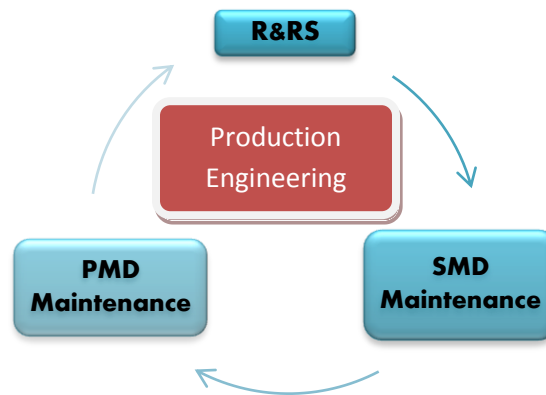 R&RS
Production
Engineering
PMD
Maintenance
SMD
Maintenance